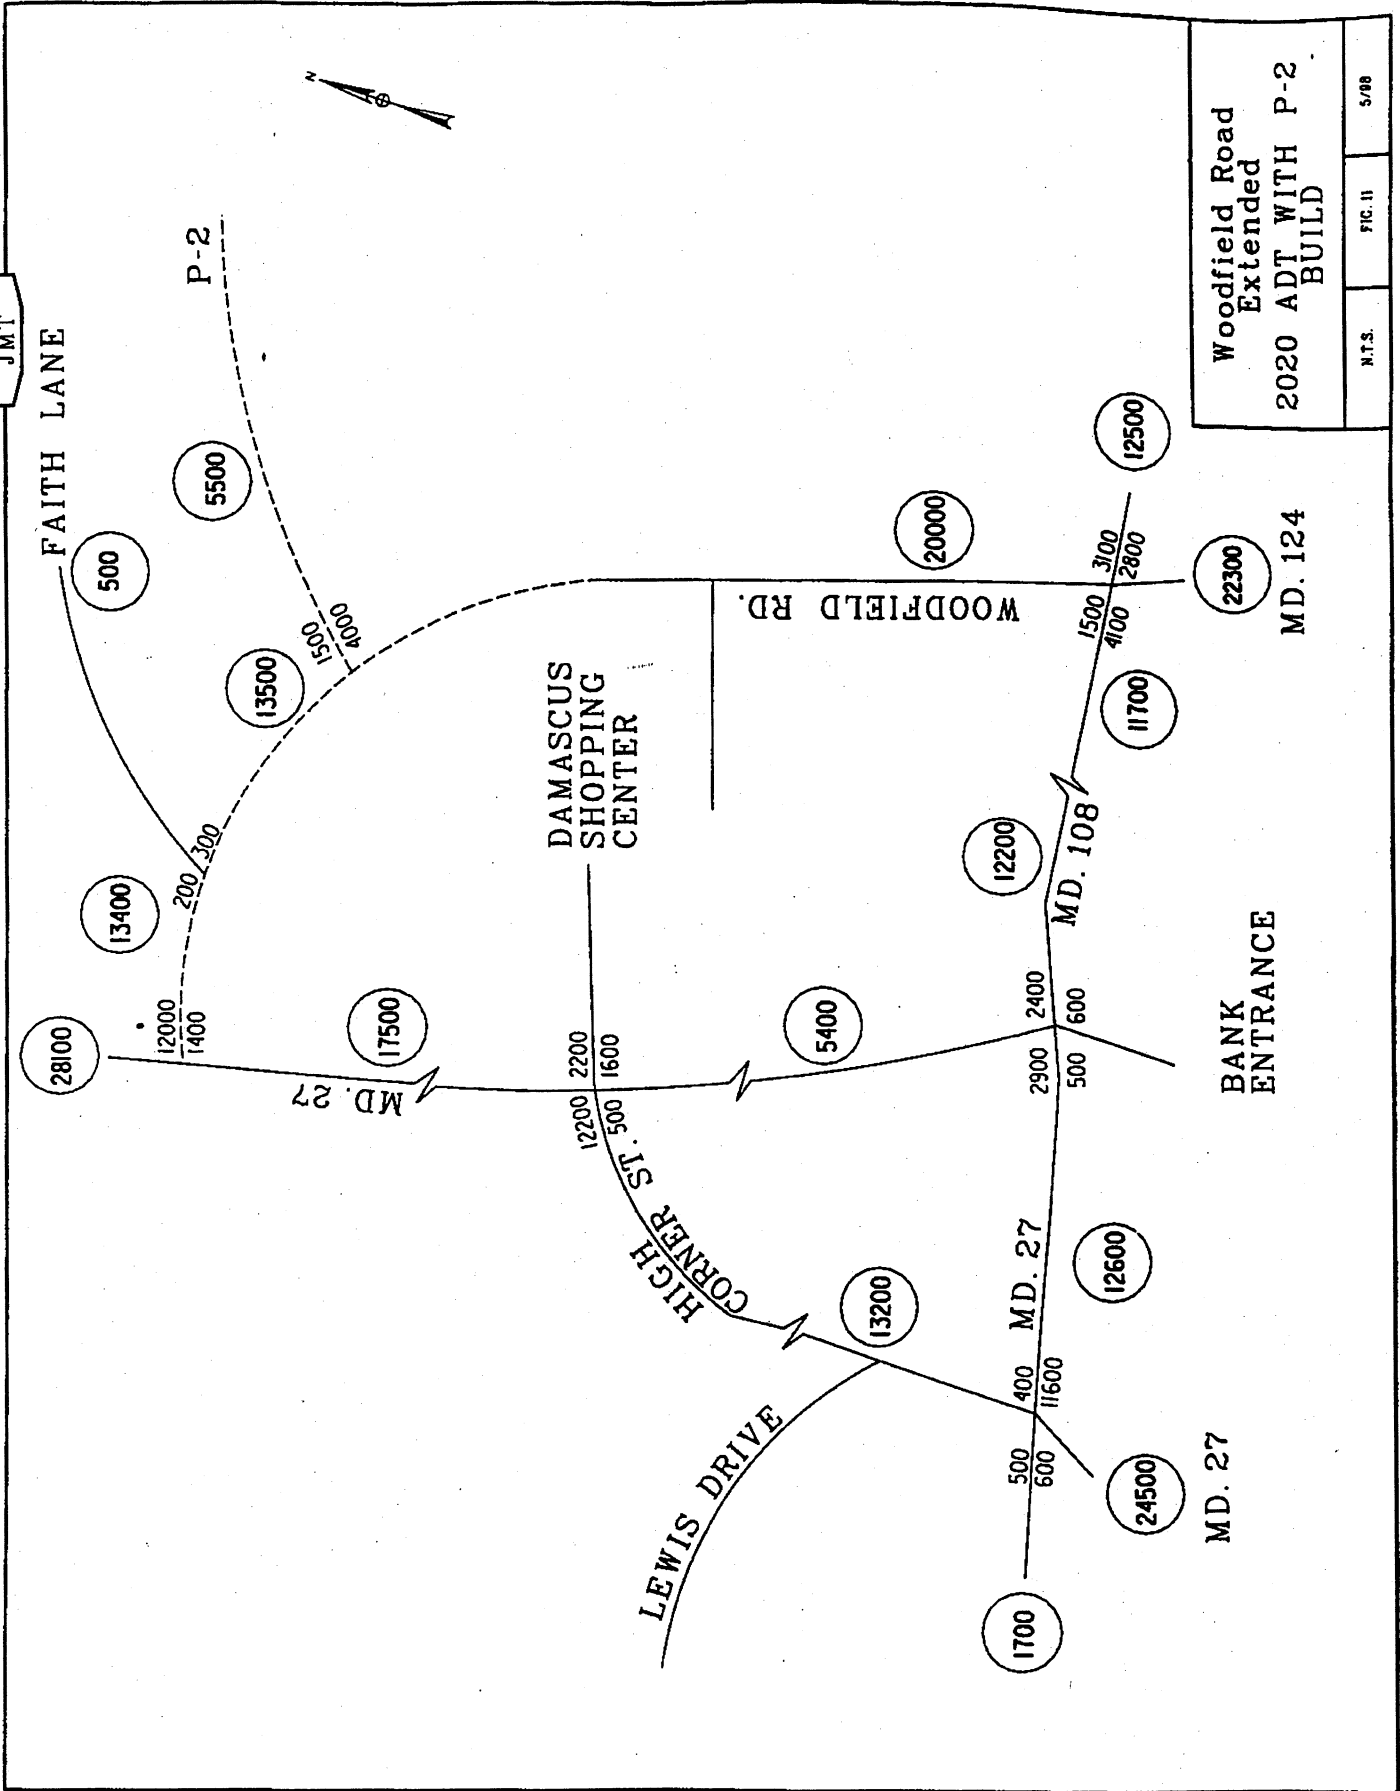 JMT
FAITH LANE
500
P-2
5500
1500
4000
13500
13400
200
300
28100
12000
1400
17500
MD. 27
DAMASCUS
SHOPPING
CENTER
2200
1600
12200
500
HIGH
CORNER ST.
LEWIS DRIVE
13200
5400
WOODFIELD RD.
20000
3100
2800
1500
4100
12500
22300
MD. 124
11700
12200
MD. 108
2400
600
2900
500
BANK
ENTRANCE
MD. 27
12600
400
11600
500
600
1700
24500
MD. 27
Woodfield Road
Extended
2020 ADT WITH P-2
BUILD
N.T.S.
FIG. 11
5/98
N